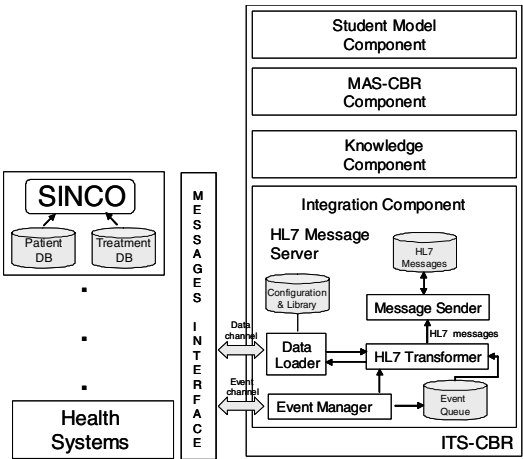 Student Model
Component
MAS-CBR
Component
Knowledge
Component
SINCO
Patient
DB
Treatment
DB
Health
Systems
MESSAGES INTERFACE
Data
channel
Event
channel
Integration Component
HL7 Message
Server
HL7
Messages
Configuration
& Library
Message Sender
HL7 messages
Data
Loader
HL7 Transformer
Event Manager
Event
Queue
ITS-CBR